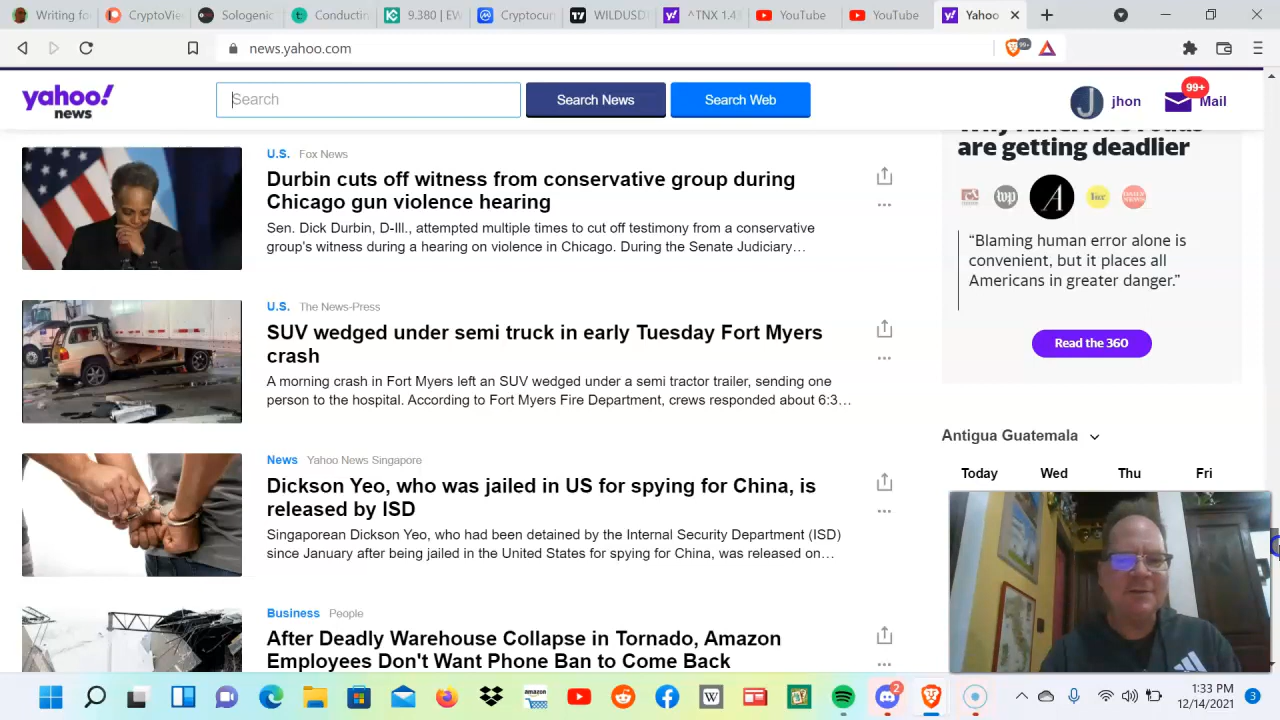 Writing
CryptoVie
Sologenic
Conductin
9.380 | EW
Cryptocun
WILDUSDT
^TNX 1.4
YouTube
YouTube
Yahoo
news.yahoo.com
99+
yahoo!
news
Search
Search News
Search Web
J
jhon
99+
Mail
are getting deadlier
wp
A
Vox
“Blaming human error alone is
convenient, but it places all
Americans in greater danger.”
Read the 360
U.S. Fox News
Durbin cuts off witness from conservative group during
Chicago gun violence hearing
Sen. Dick Durbin, D-Ill., attempted multiple times to cut off testimony from a conservative
group's witness during a hearing on violence in Chicago. During the Senate Judiciary…
U.S. The News-Press
SUV wedged under semi truck in early Tuesday Fort Myers
crash
A morning crash in Fort Myers left an SUV wedged under a semi tractor trailer, sending one
person to the hospital. According to Fort Myers Fire Department, crews responded about 6:3…
News Yahoo News Singapore
Dickson Yeo, who was jailed in US for spying for China, is
released by ISD
Singaporean Dickson Yeo, who had been detained by the Internal Security Department (ISD)
since January after being jailed in the United States for spying for China, was released on…
Business People
After Deadly Warehouse Collapse in Tornado, Amazon
Employees Don't Want Phone Ban to Come Back
Antigua Guatemala
Today Wed Thu Fri
amazon
W
2
1:33 PM
12/14/2021
3